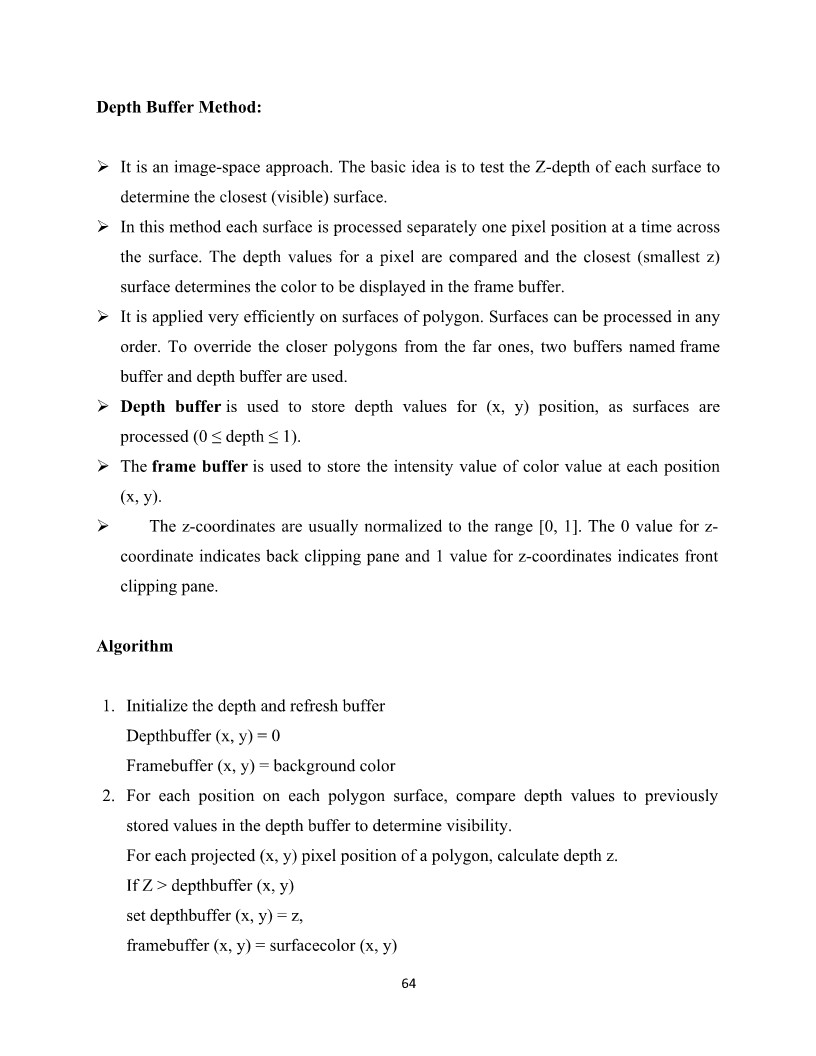 Depth Buffer Method:
➢ It is an image-space approach. The basic idea is to test the Z-depth of each surface to
determine the closest (visible) surface.
➢ In this method each surface is processed separately one pixel position at a time across
the surface. The depth values for a pixel are compared and the closest (smallest z)
surface determines the color to be displayed in the frame buffer.
➢ It is applied very efficiently on surfaces of polygon. Surfaces can be processed in any
order. To override the closer polygons from the far ones, two buffers named frame
buffer and depth buffer are used.
➢ Depth buffer is used to store depth values for (x, y) position, as surfaces are
processed (0 ≤ depth ≤ 1).
➢ The frame buffer is used to store the intensity value of color value at each position
(x, y).
➢ The z-coordinates are usually normalized to the range [0, 1]. The 0 value for z-
coordinate indicates back clipping pane and 1 value for z-coordinates indicates front
clipping pane.
Algorithm
1. Initialize the depth and refresh buffer
Depthbuffer (x, y) = 0
Framebuffer (x, y) = background color
2. For each position on each polygon surface, compare depth values to previously
stored values in the depth buffer to determine visibility.
For each projected (x, y) pixel position of a polygon, calculate depth z.
If Z > depthbuffer (x, y)
set depthbuffer (x, y) = z,
framebuffer (x, y) = surfacecolor (x, y)
64